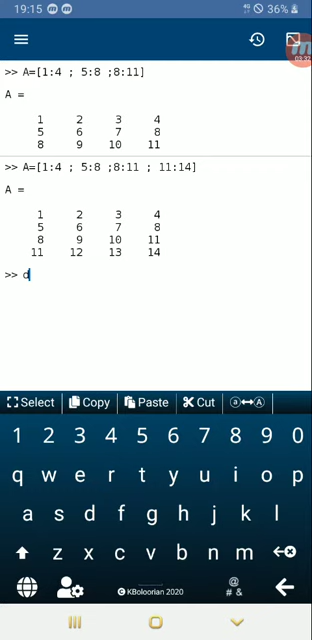 19:15 36%
03:32
>> A=[1:4 ; 5:8 ;8:11]
A =
1 2 3 4
5 6 7 8
8 9 10 11
>> A=[1:4 ; 5:8 ;8:11 ; 11:14]
A =
1 2 3 4
5 6 7 8
8 9 10 11
11 12 13 14
>> d
Select Copy Paste Cut a↔A
1 2 3 4 5 6 7 8 9 0
q w e r t y u i o p
a s d f g h j k l
z x c v b n m
© KBoloorian 2020 @
# &